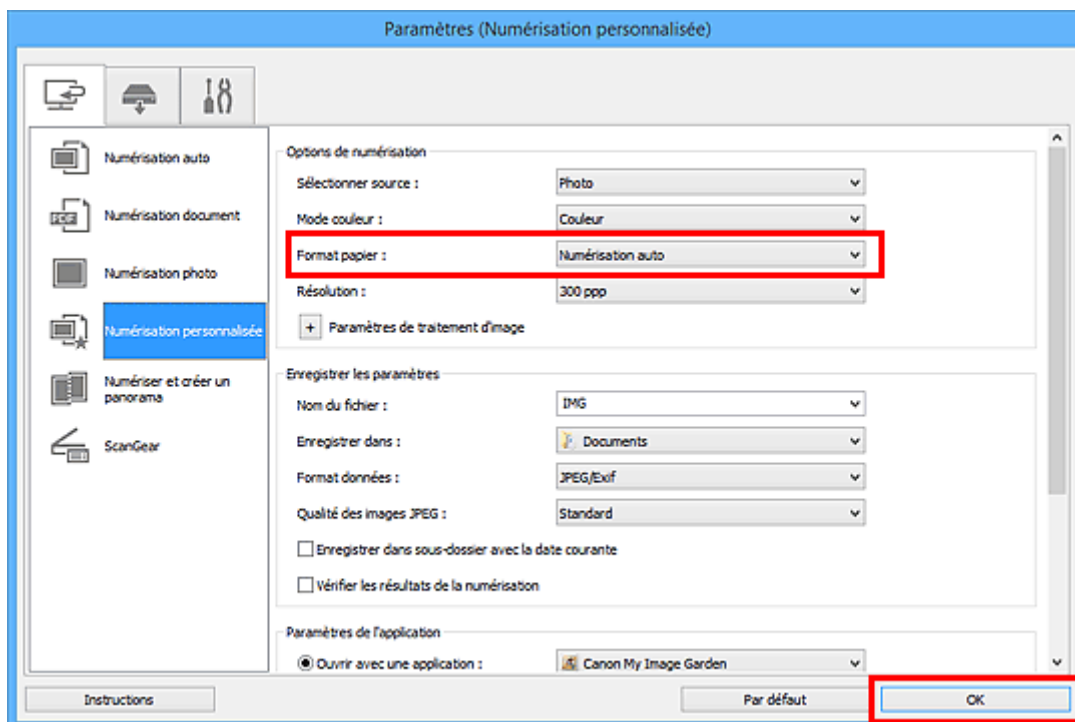 Paramètres (Numérisation personnalisée)
Numérisation auto
PDF
Numérisation document
Numérisation photo
Numérisation personnalisée
Numériser et créer un
panorama
ScanGear
Options de numérisation
Sélectionner source : Photo
Mode couleur : Couleur
Format papier : Numérisation auto
Résolution : 300 ppp
+ Paramètres de traitement d'image
Enregistrer les paramètres
Nom du fichier : IMG
Enregistrer dans : Documents
Format données : JPEG/Exif
Qualité des images JPEG : Standard
Enregistrer dans sous-dossier avec la date courante
Vérifier les résultats de la numérisation
Paramètres de l'application
Ouvrir avec une application : Canon My Image Garden
Instructions Par défaut OK